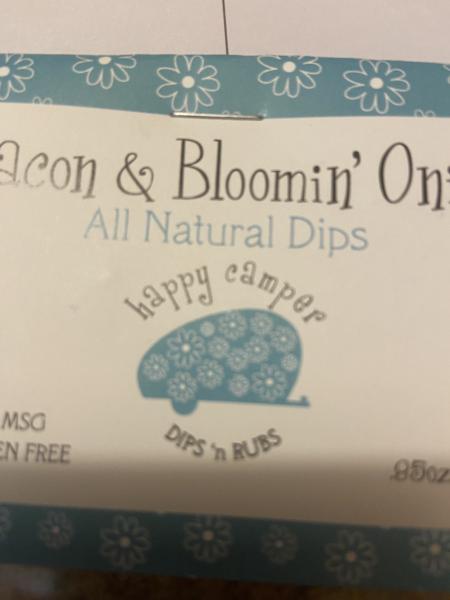 acon & Bloomin' On
All Natural Dips
happy camper
DIPS 'n RUBS
MSG
EN FREE
.85oz